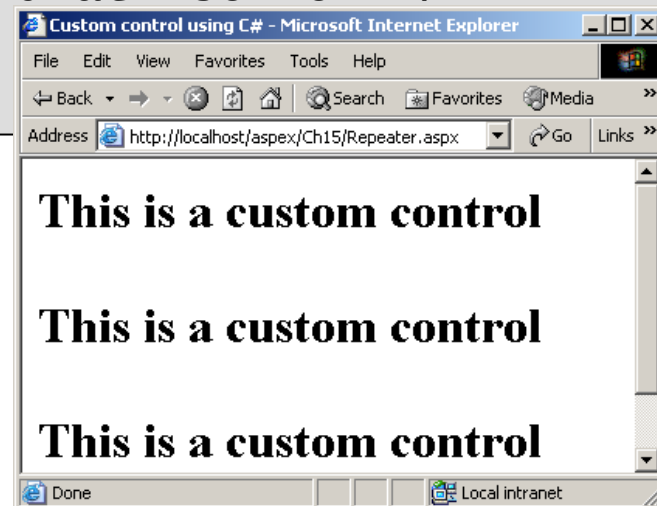 Custom control using C# - Microsoft Internet Explorer
File Edit View Favorites Tools Help
Back Search Favorites Media »
Address http://localhost/aspex/Ch15/Repeater.aspx Go Links »
This is a custom control
This is a custom control
This is a custom control
Done Local intranet